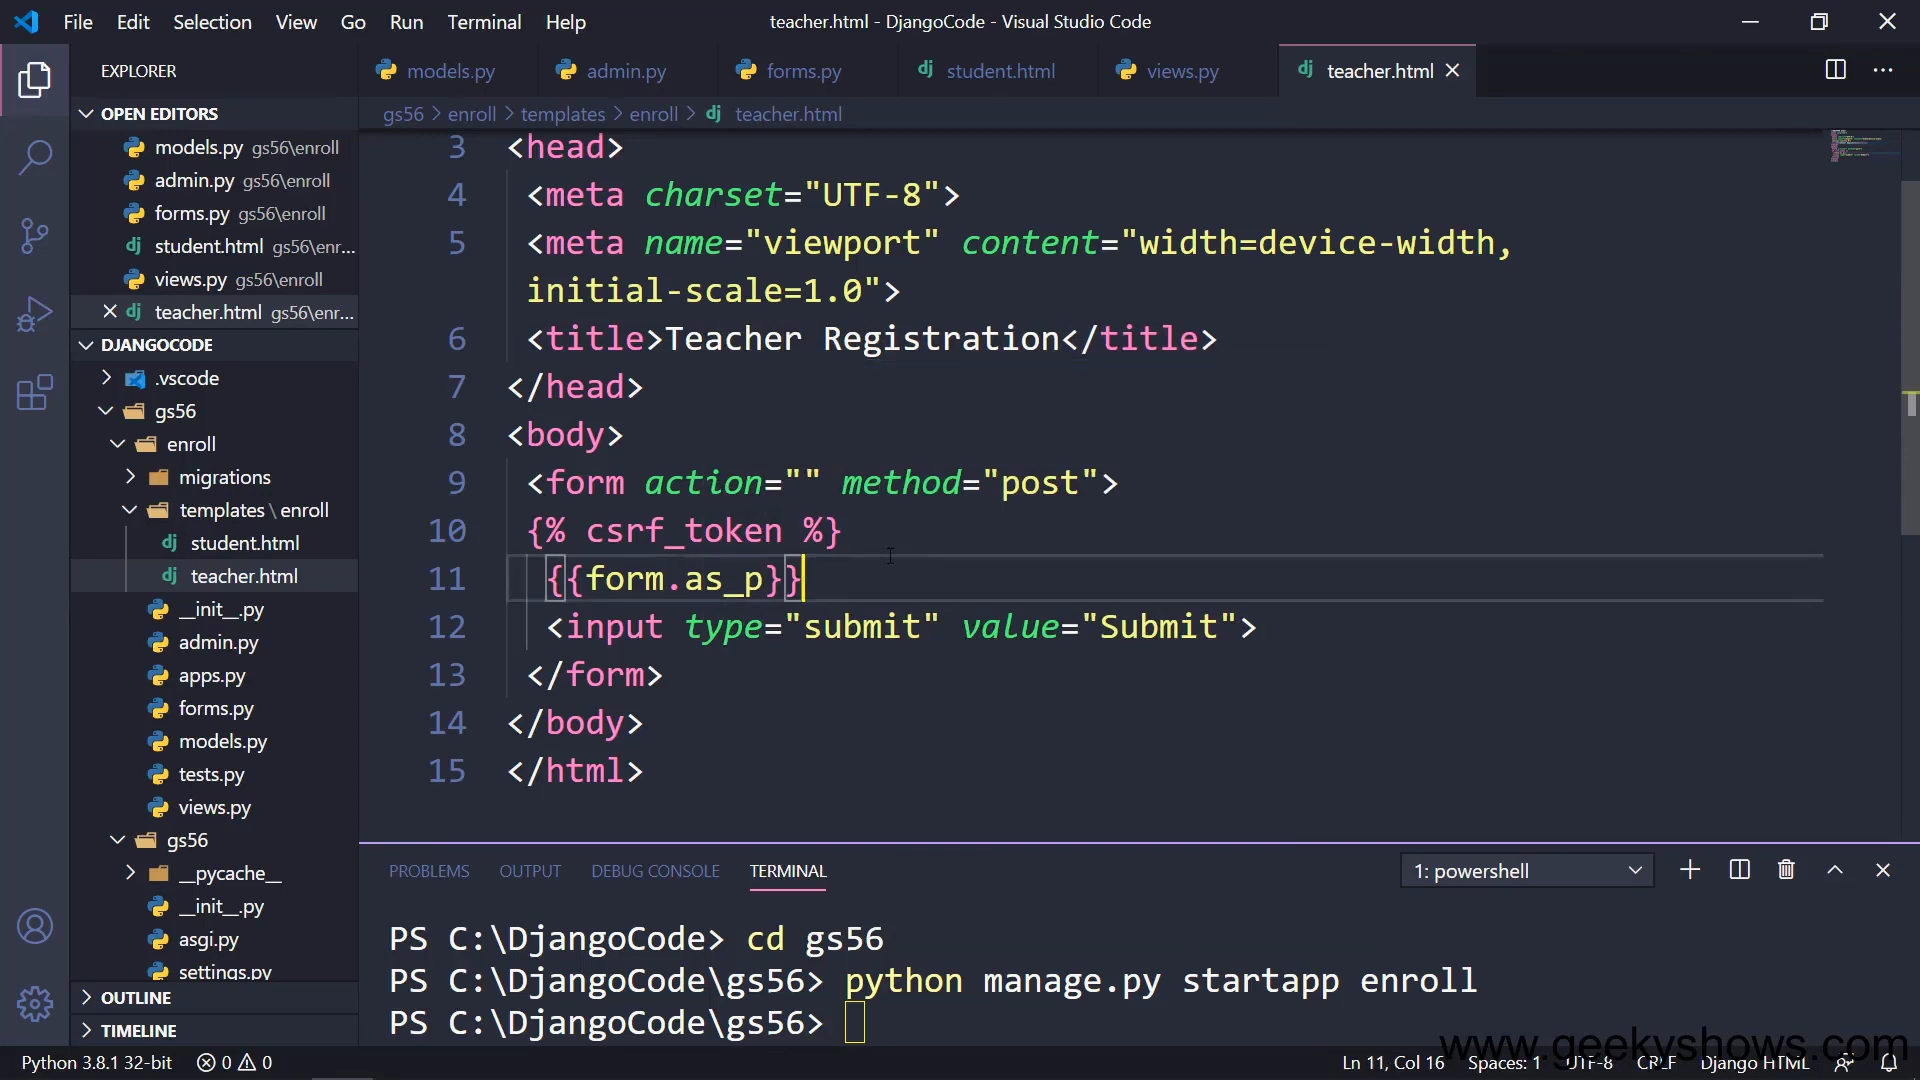 File Edit Selection View Go Run Terminal Help
teacher.html - DjangoCode - Visual Studio Code
EXPLORER
models.py admin.py forms.py student.html views.py teacher.html
gs56 > enroll > templates > enroll > teacher.html
OPEN EDITORS
models.py gs56\enroll
admin.py gs56\enroll
forms.py gs56\enroll
student.html gs56\enr...
views.py gs56\enroll
teacher.html gs56\enr...
DJANGOCODE
.vscode
gs56
enroll
migrations
templates\enroll
student.html
teacher.html
__init__.py
admin.py
apps.py
forms.py
models.py
tests.py
views.py
gs56
__pycache__
__init__.py
asgi.py
settings.py
OUTLINE
TIMELINE
3 <head>
4 <meta charset="UTF-8">
5 <meta name="viewport" content="width=device-width,
initial-scale=1.0">
6 <title>Teacher Registration</title>
7 </head>
8 <body>
9 <form action="" method="post">
10 {% csrf_token %}
11 {{form.as_p}}
12 <input type="submit" value="Submit">
13 </form>
14 </body>
15 </html>
PROBLEMS OUTPUT DEBUG CONSOLE TERMINAL
1: powershell
PS C:\DjangoCode> cd gs56
PS C:\DjangoCode\gs56> python manage.py startapp enroll
PS C:\DjangoCode\gs56>
www.geekyshows.com
Python 3.8.1 32-bit 0 0
Ln 11, Col 16 Spaces: 1 UTF-8 CRLF Django HTML